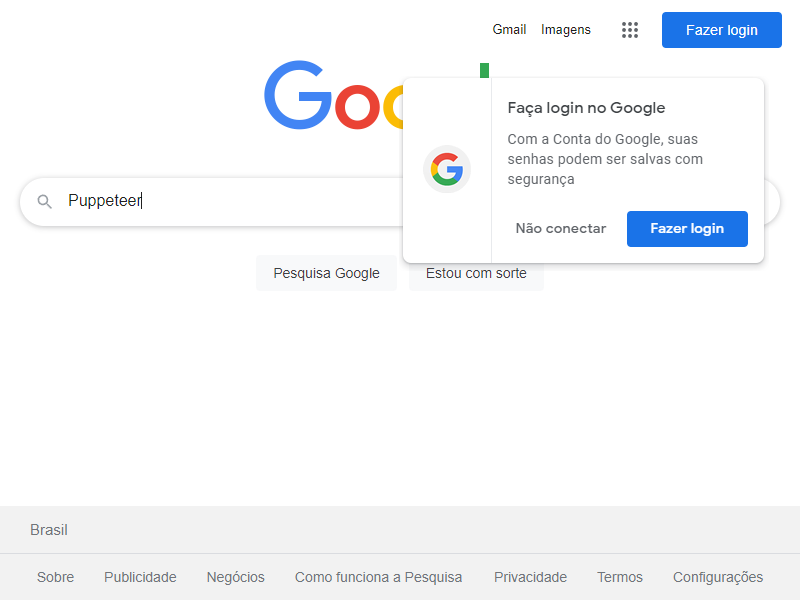 Gmail Imagens Fazer login
Goo
Faça login no Google
Com a Conta do Google, suas
senhas podem ser salvas com
segurança
Não conectar Fazer login
Puppeteer
Pesquisa Google Estou com sorte
Brasil
Sobre Publicidade Negócios Como funciona a Pesquisa Privacidade Termos Configurações